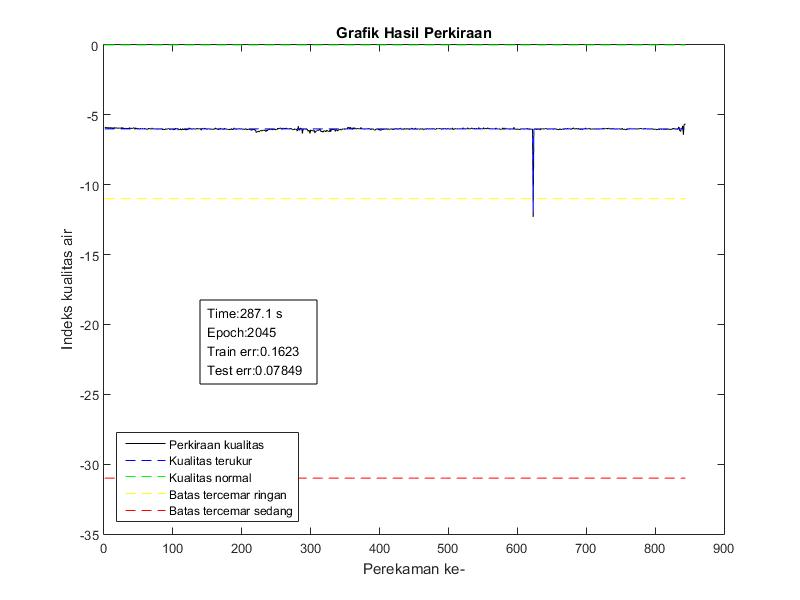 Grafik Hasil Perkiraan
0
-5
-10
-15
-20
-25
-30
-35
Indeks kualitas air
Time:287.1 s
Epoch:2045
Train err:0.1623
Test err:0.07849
Perkiraan kualitas
Kualitas terukur
Kualitas normal
Batas tercemar ringan
Batas tercemar sedang
0 100 200 300 400 500 600 700 800 900
Perekaman ke-